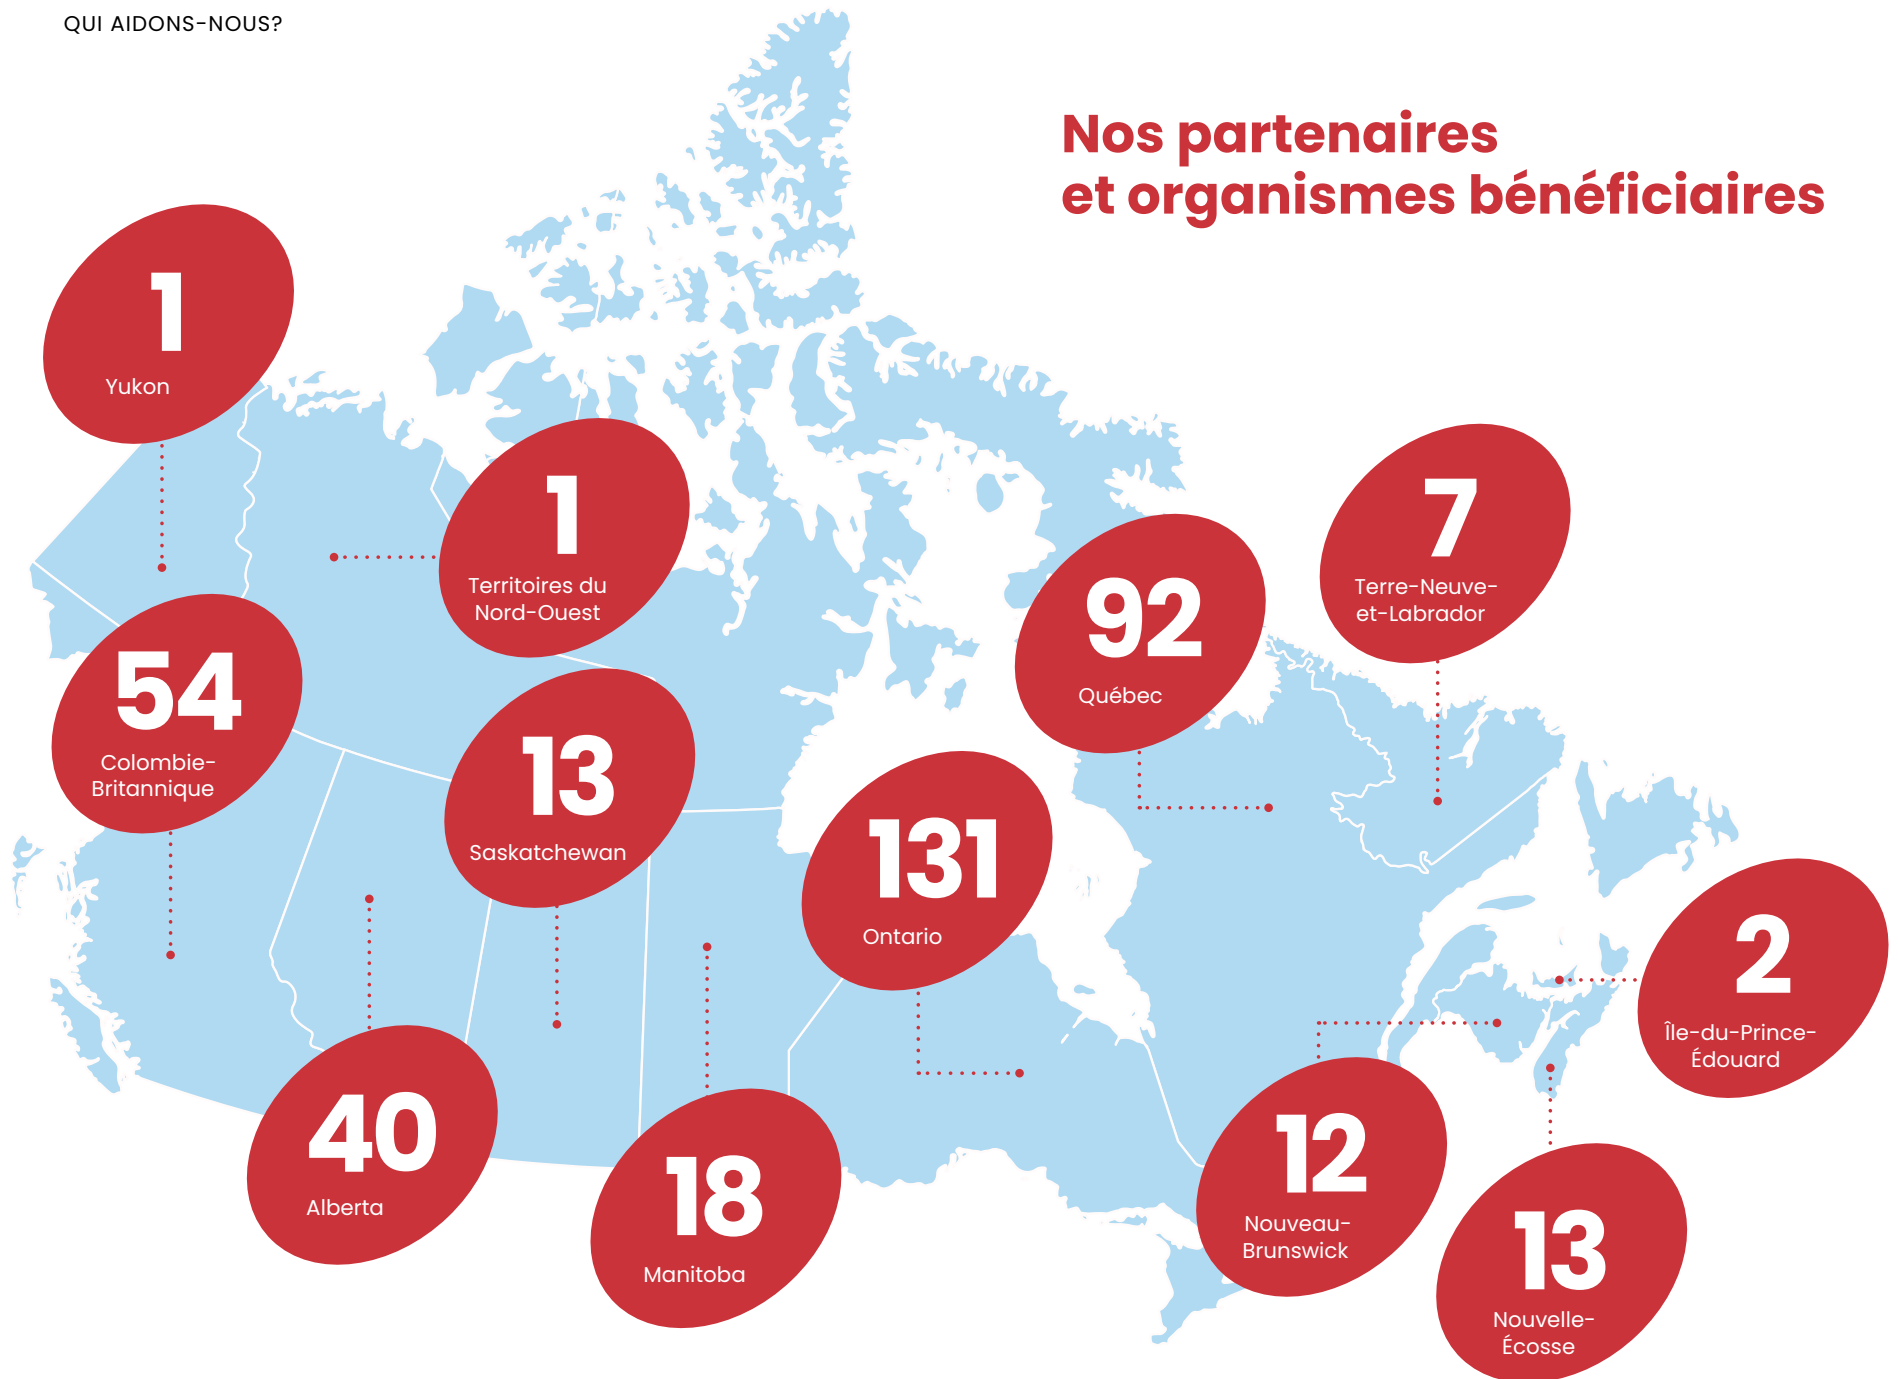 QUI AIDONS-NOUS?
Nos partenaires
et organismes bénéficiaires
1
Yukon
1
Territoires du
Nord-Ouest
7
Terre-Neuve-
et-Labrador
92
Québec
54
Colombie-
Britannique
13
Saskatchewan
131
Ontario
2
Île-du-Prince-
Édouard
40
Alberta
18
Manitoba
12
Nouveau-
Brunswick
13
Nouvelle-
Écosse